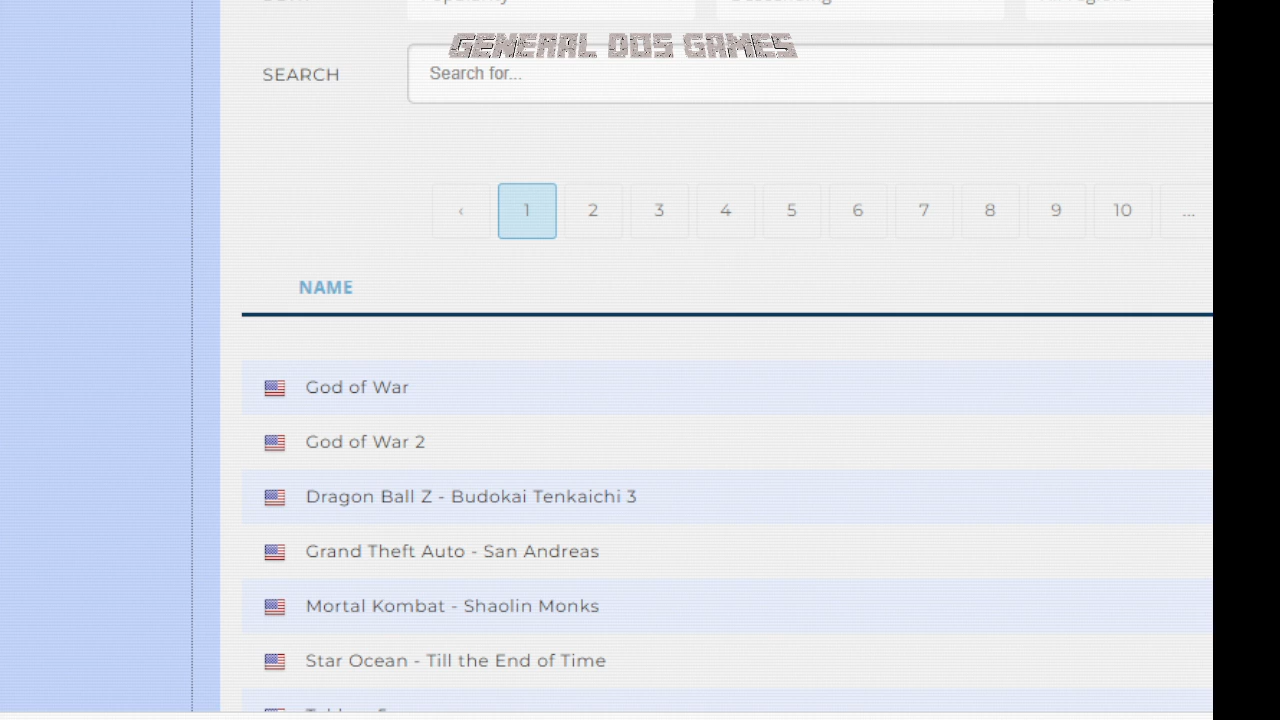 GENERAL DOS GAMES
SEARCH
Search for...
‹ 1 2 3 4 5 6 7 8 9 10 ...
NAME
God of War
God of War 2
Dragon Ball Z - Budokai Tenkaichi 3
Grand Theft Auto - San Andreas
Mortal Kombat - Shaolin Monks
Star Ocean - Till the End of Time